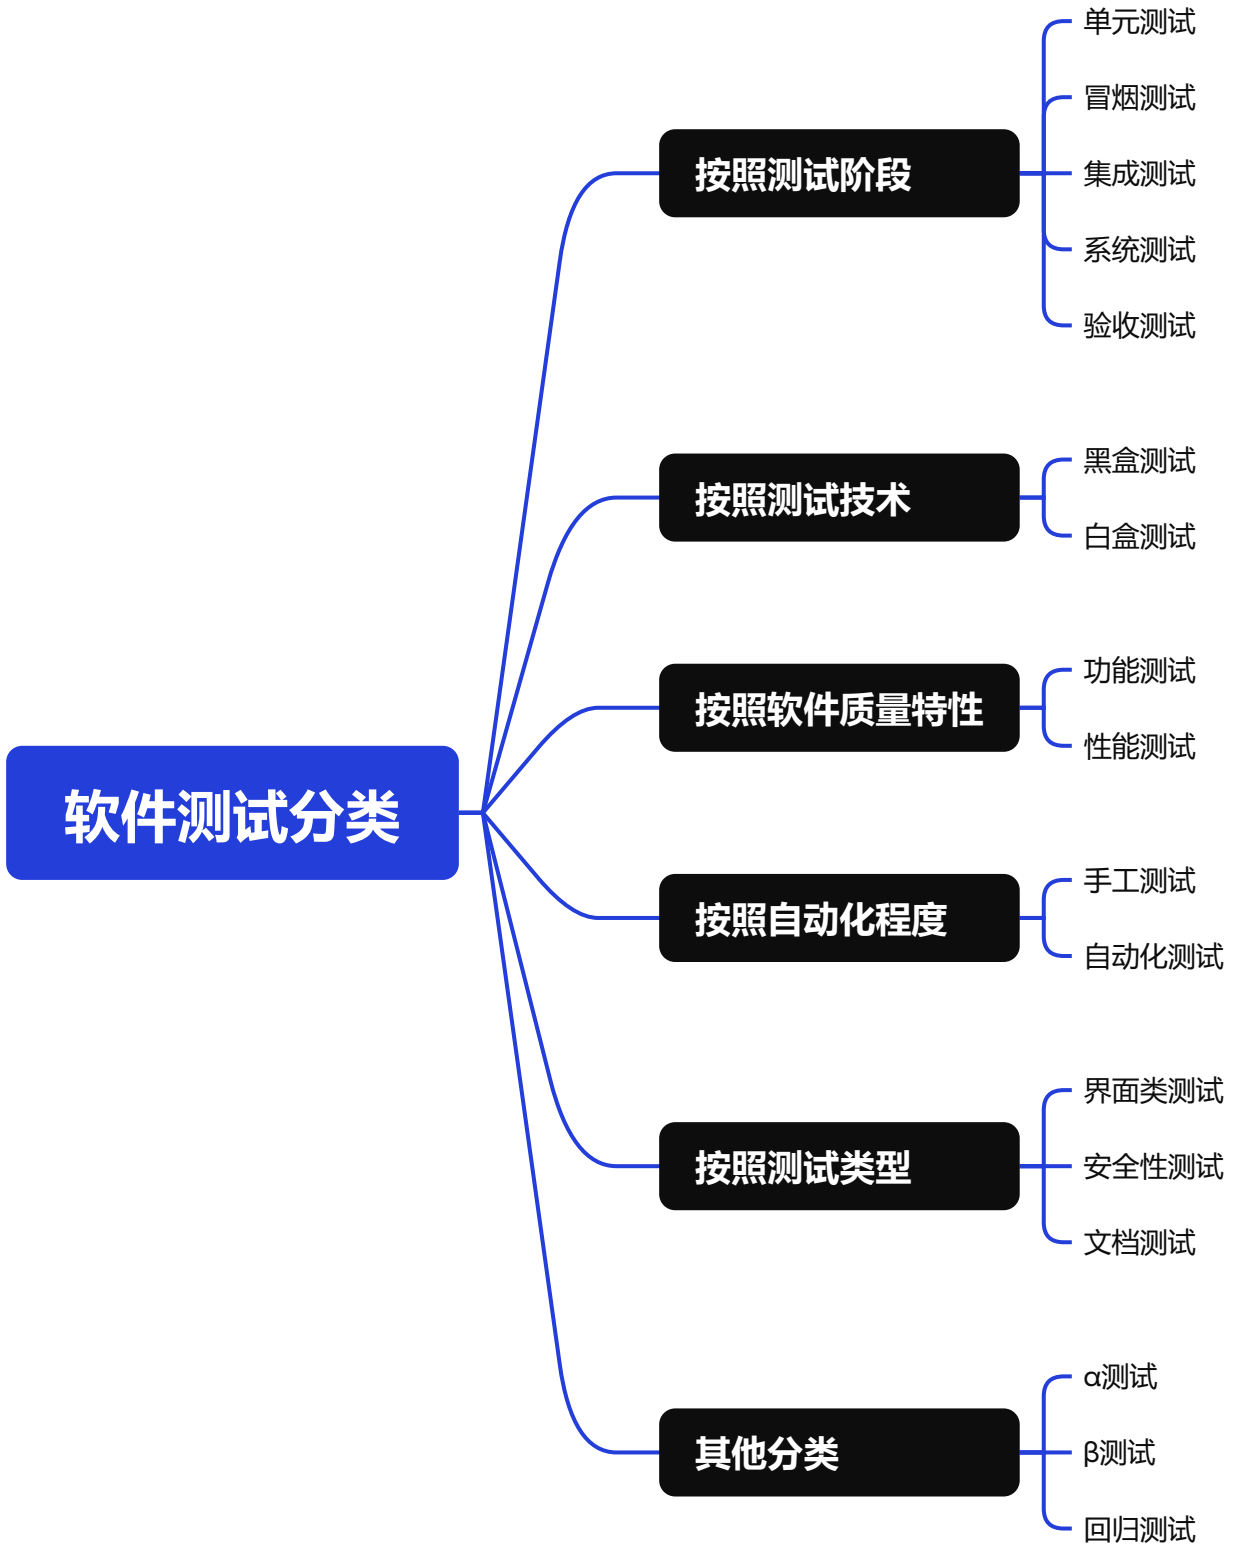 软件测试分类
按照测试阶段
单元测试
冒烟测试
集成测试
系统测试
验收测试
按照测试技术
黑盒测试
白盒测试
按照软件质量特性
功能测试
性能测试
按照自动化程度
手工测试
自动化测试
按照测试类型
界面类测试
安全性测试
文档测试
其他分类
α测试
β测试
回归测试